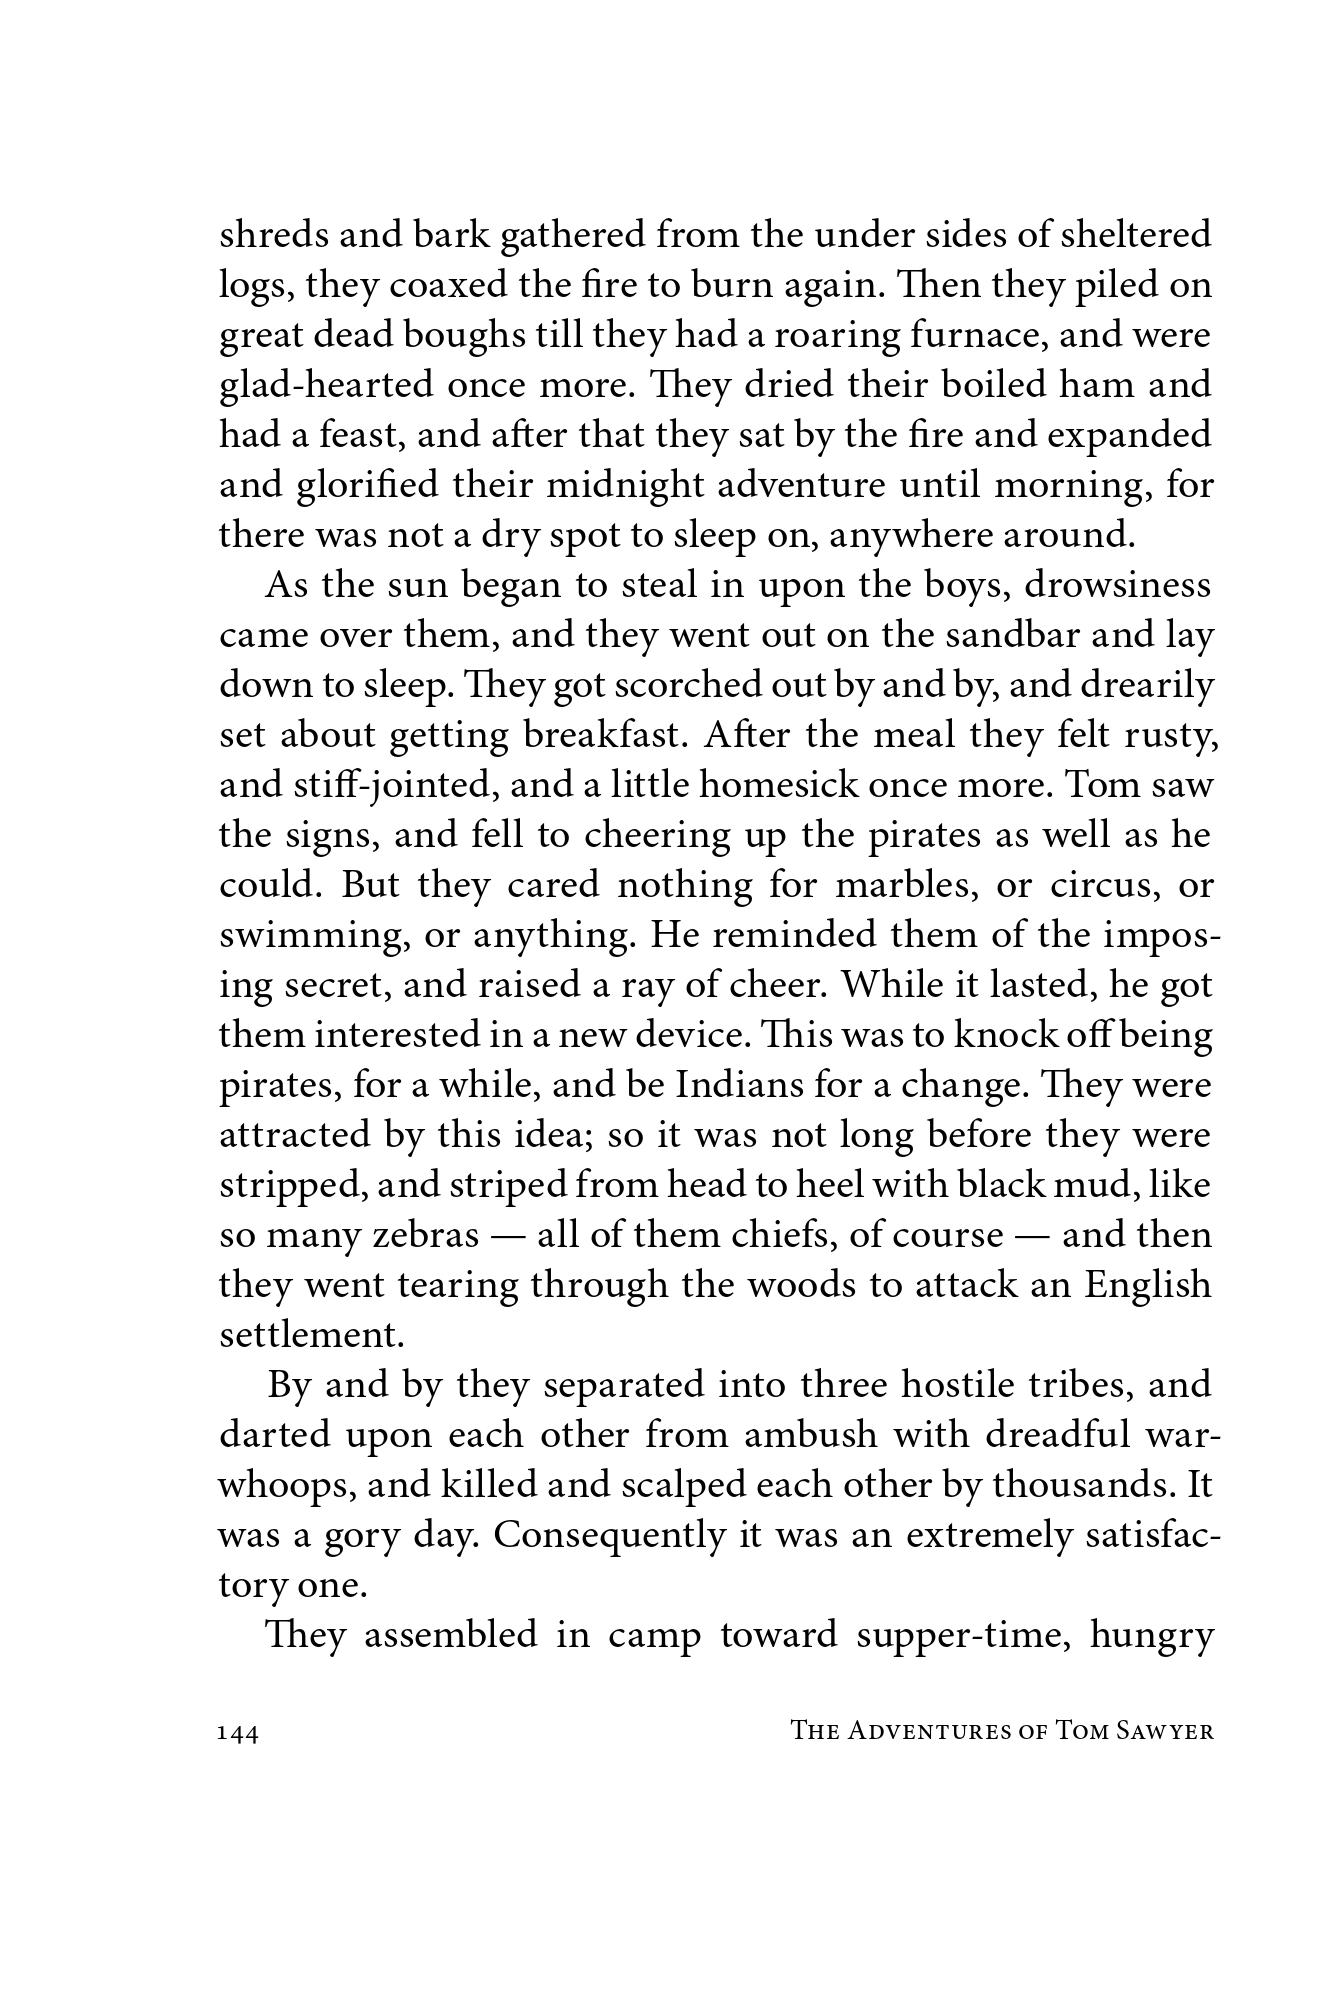 shreds and bark gathered from the under sides of sheltered
logs, they coaxed the fire to burn again. Then they piled on
great dead boughs till they had a roaring furnace, and were
glad-hearted once more. They dried their boiled ham and
had a feast, and after that they sat by the fire and expanded
and glorified their midnight adventure until morning, for
there was not a dry spot to sleep on, anywhere around.
As the sun began to steal in upon the boys, drowsiness
came over them, and they went out on the sandbar and lay
down to sleep. They got scorched out by and by, and drearily
set about getting breakfast. After the meal they felt rusty,
and stiff-jointed, and a little homesick once more. Tom saw
the signs, and fell to cheering up the pirates as well as he
could. But they cared nothing for marbles, or circus, or
swimming, or anything. He reminded them of the impos-
ing secret, and raised a ray of cheer. While it lasted, he got
them interested in a new device. This was to knock off being
pirates, for a while, and be Indians for a change. They were
attracted by this idea; so it was not long before they were
stripped, and striped from head to heel with black mud, like
so many zebras — all of them chiefs, of course — and then
they went tearing through the woods to attack an English
settlement.
By and by they separated into three hostile tribes, and
darted upon each other from ambush with dreadful war-
whoops, and killed and scalped each other by thousands. It
was a gory day. Consequently it was an extremely satisfac-
tory one.
They assembled in camp toward supper-time, hungry
144 The Adventures of Tom Sawyer